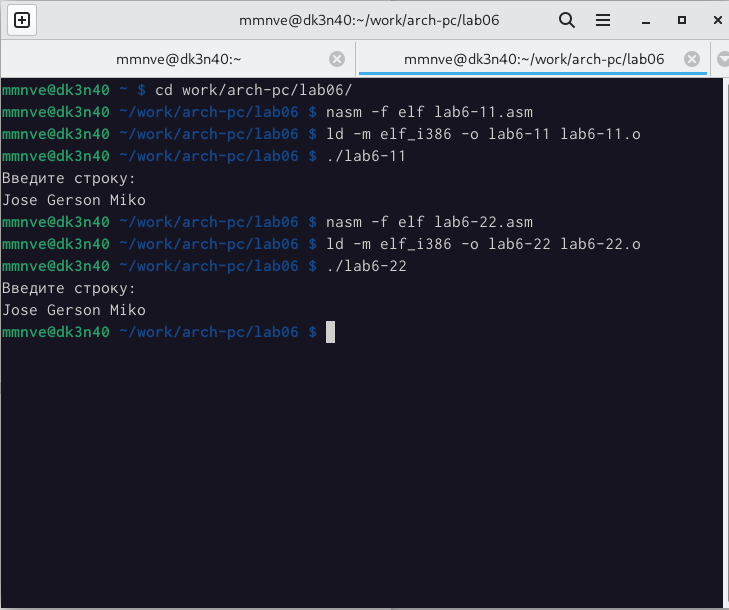 mmnve@dk3n40:~/work/arch-pc/lab06
mmnve@dk3n40:~
mmnve@dk3n40:~/work/arch-pc/lab06
mmnve@dk3n40 ~ $ cd work/arch-pc/lab06/
mmnve@dk3n40 ~/work/arch-pc/lab06 $ nasm -f elf lab6-11.asm
mmnve@dk3n40 ~/work/arch-pc/lab06 $ ld -m elf_i386 -o lab6-11 lab6-11.o
mmnve@dk3n40 ~/work/arch-pc/lab06 $ ./lab6-11
Введите строку:
Jose Gerson Miko
mmnve@dk3n40 ~/work/arch-pc/lab06 $ nasm -f elf lab6-22.asm
mmnve@dk3n40 ~/work/arch-pc/lab06 $ ld -m elf_i386 -o lab6-22 lab6-22.o
mmnve@dk3n40 ~/work/arch-pc/lab06 $ ./lab6-22
Введите строку:
Jose Gerson Miko
mmnve@dk3n40 ~/work/arch-pc/lab06 $